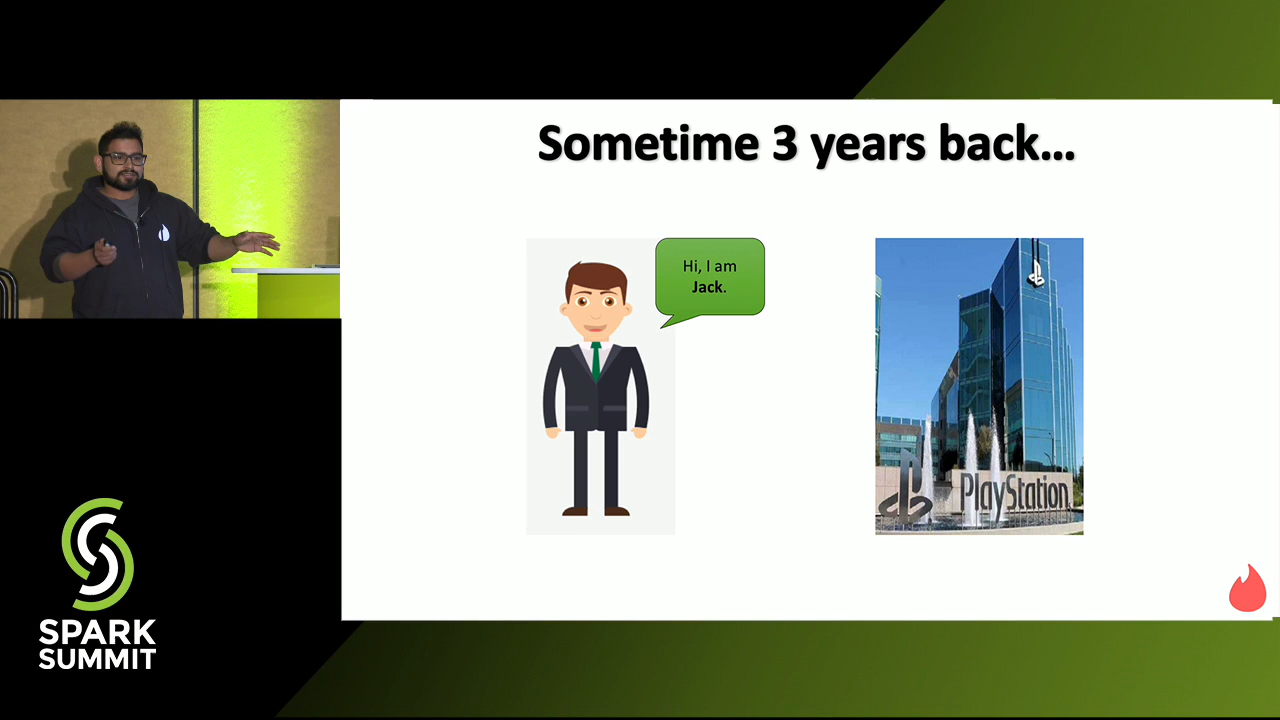 Sometime 3 years back...
Hi, I am
Jack.
PlayStation
SPARK
SUMMIT